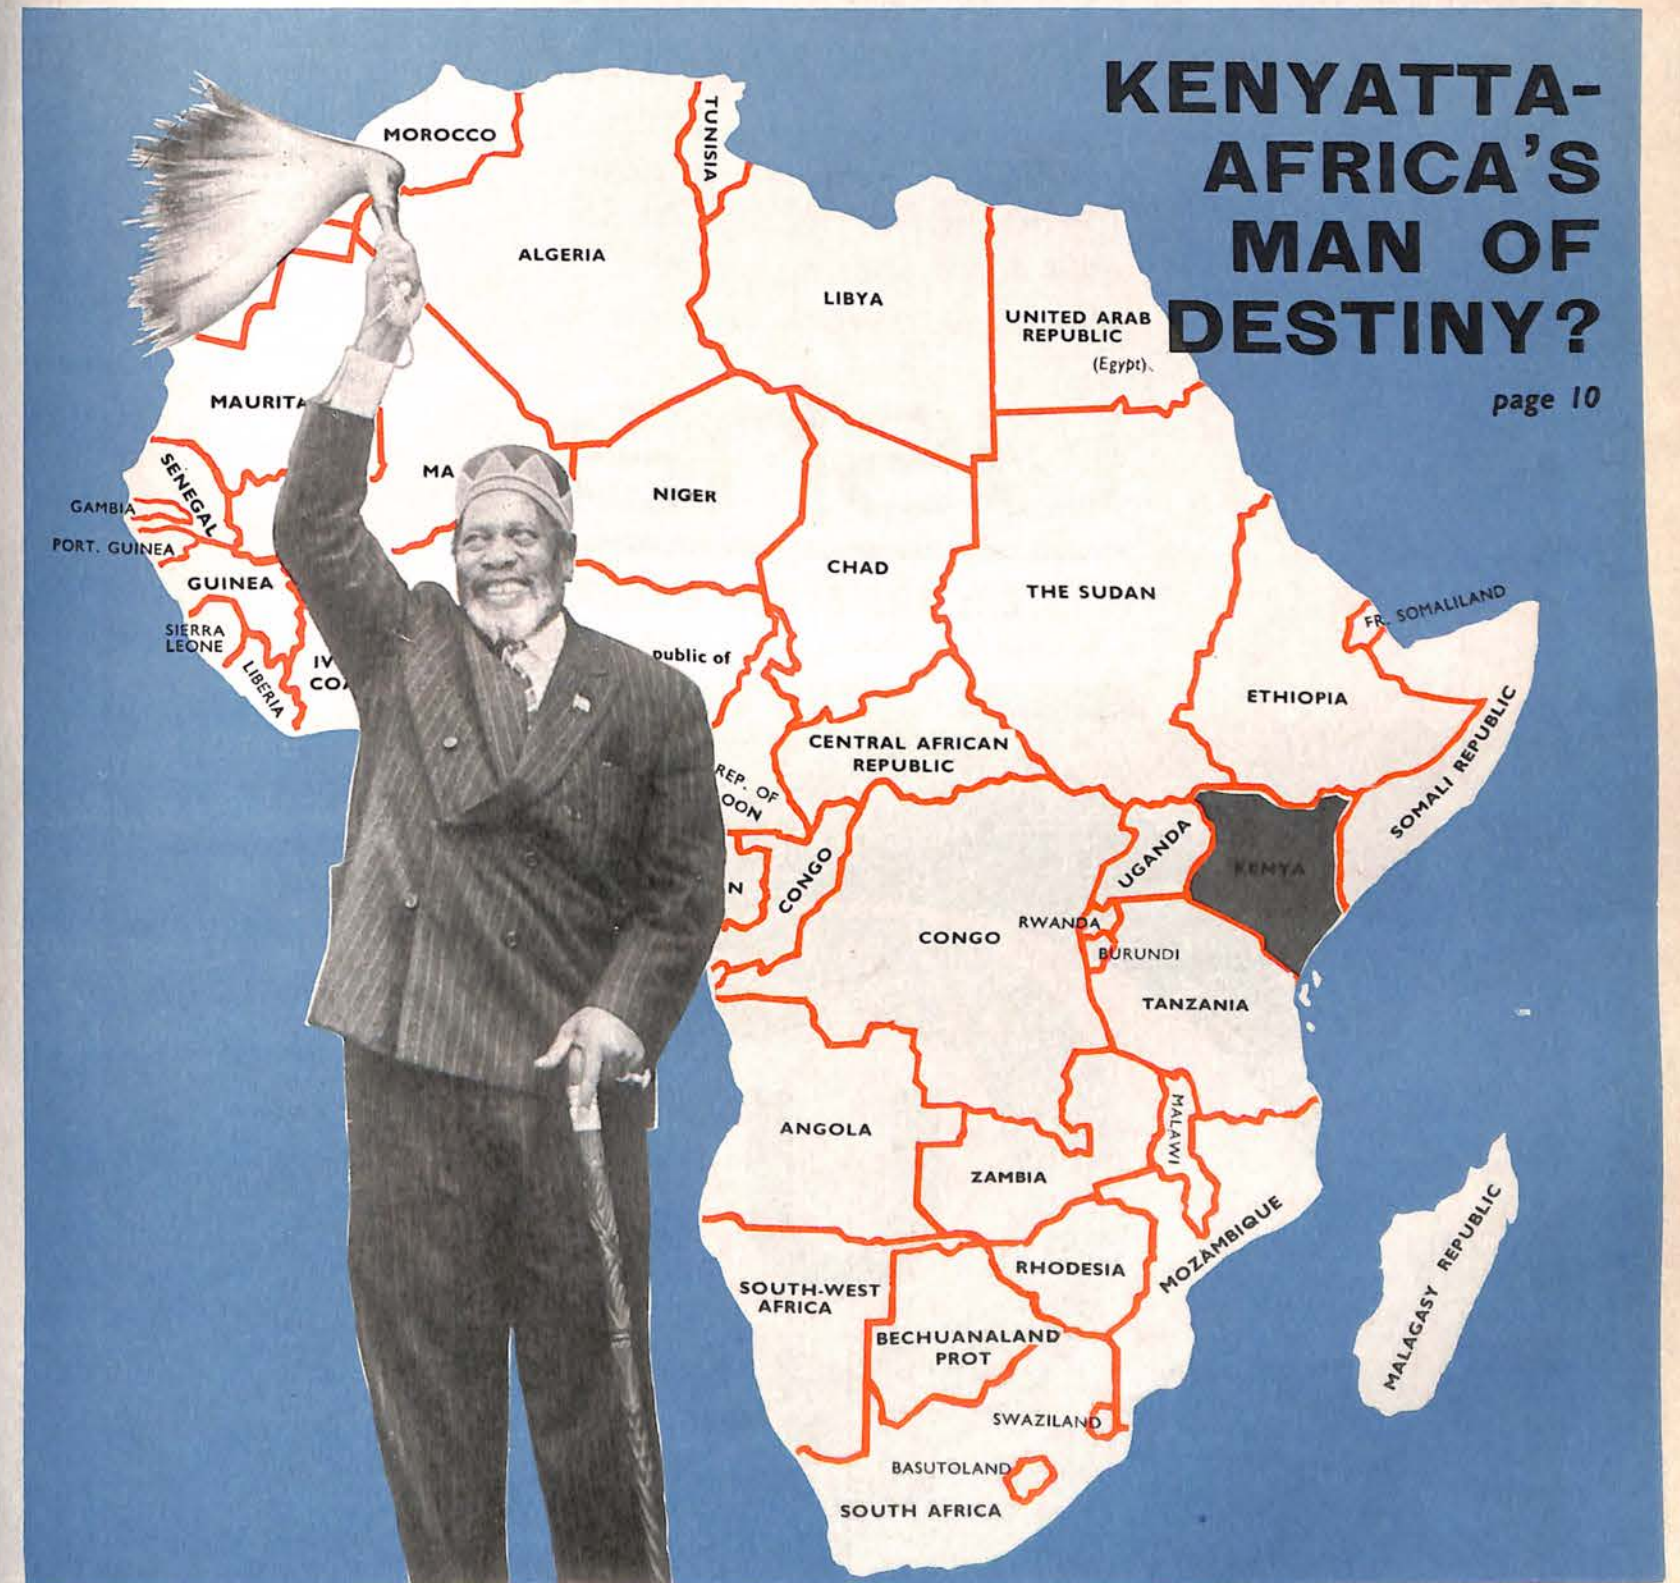 KENYATTA-
AFRICA'S
MAN OF
DESTINY?
page 10
MOROCCO
TUNISIA
ALGERIA
LIBYA
UNITED ARAB
REPUBLIC
(Egypt).
MAURITA
MA
NIGER
CHAD
THE SUDAN
SENEGAL
GAMBIA
PORT. GUINEA
GUINEA
SIERRA
LEONE
LIBERIA
IV
CO
public of
FR. SOMALILAND
ETHIOPIA
SOMALI REPUBLIC
CENTRAL AFRICAN
REPUBLIC
REP. OF
OON
N
CONGO
CONGO
UGANDA
KENYA
RWANDA
BURUNDI
TANZANIA
ANGOLA
ZAMBIA
MALAWI
MOZAMBIQUE
RHODESIA
SOUTH-WEST
AFRICA
BECHUANALAND
PROT
SWAZILAND
BASUTOLAND
SOUTH AFRICA
MALAGASY REPUBLIC